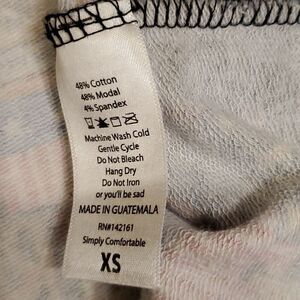 48% Cotton
48% Modal
4% Spandex
Machine Wash Cold
Gentle Cycle
Do Not Bleach
Hang Dry
Do Not Iron
or you'll be sad
MADE IN GUATEMALA
RN#142161
Simply Comfortable
XS